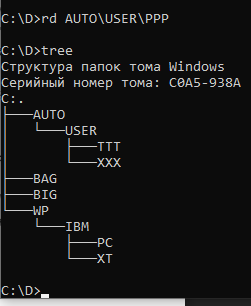 C:\D>rd AUTO\USER\PPP
C:\D>tree
Структура папок тома Windows
Серийный номер тома: C0A5-938A
C:.
├───AUTO
│   └───USER
│       ├───TTT
│       └───XXX
├───BAG
├───BIG
└───WP
    └───IBM
        ├───PC
        └───XT
C:\D>